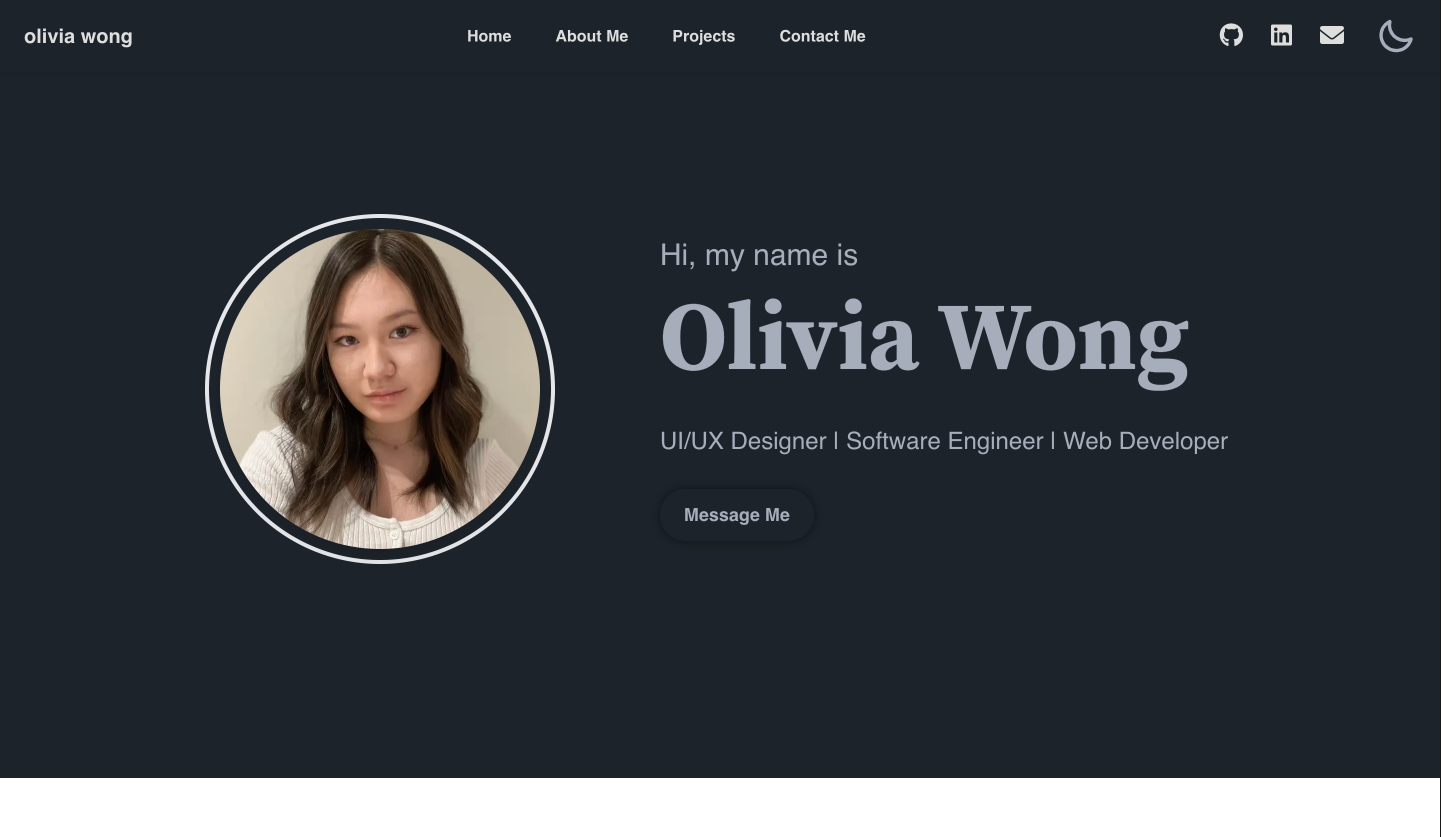 olivia wong
Home About Me Projects Contact Me
in
Hi, my name is
Olivia Wong
UI/UX Designer | Software Engineer | Web Developer
Message Me